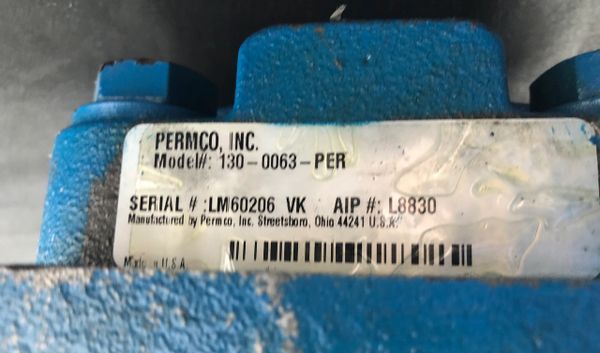 PERMCO, INC.
Model#: 130-0063-PER
SERIAL # :LM60206 VK AIP #: L8830
Manufactured by Permco, Inc. Streetsboro, Ohio 44241 U.S.A.
Made in U.S.A